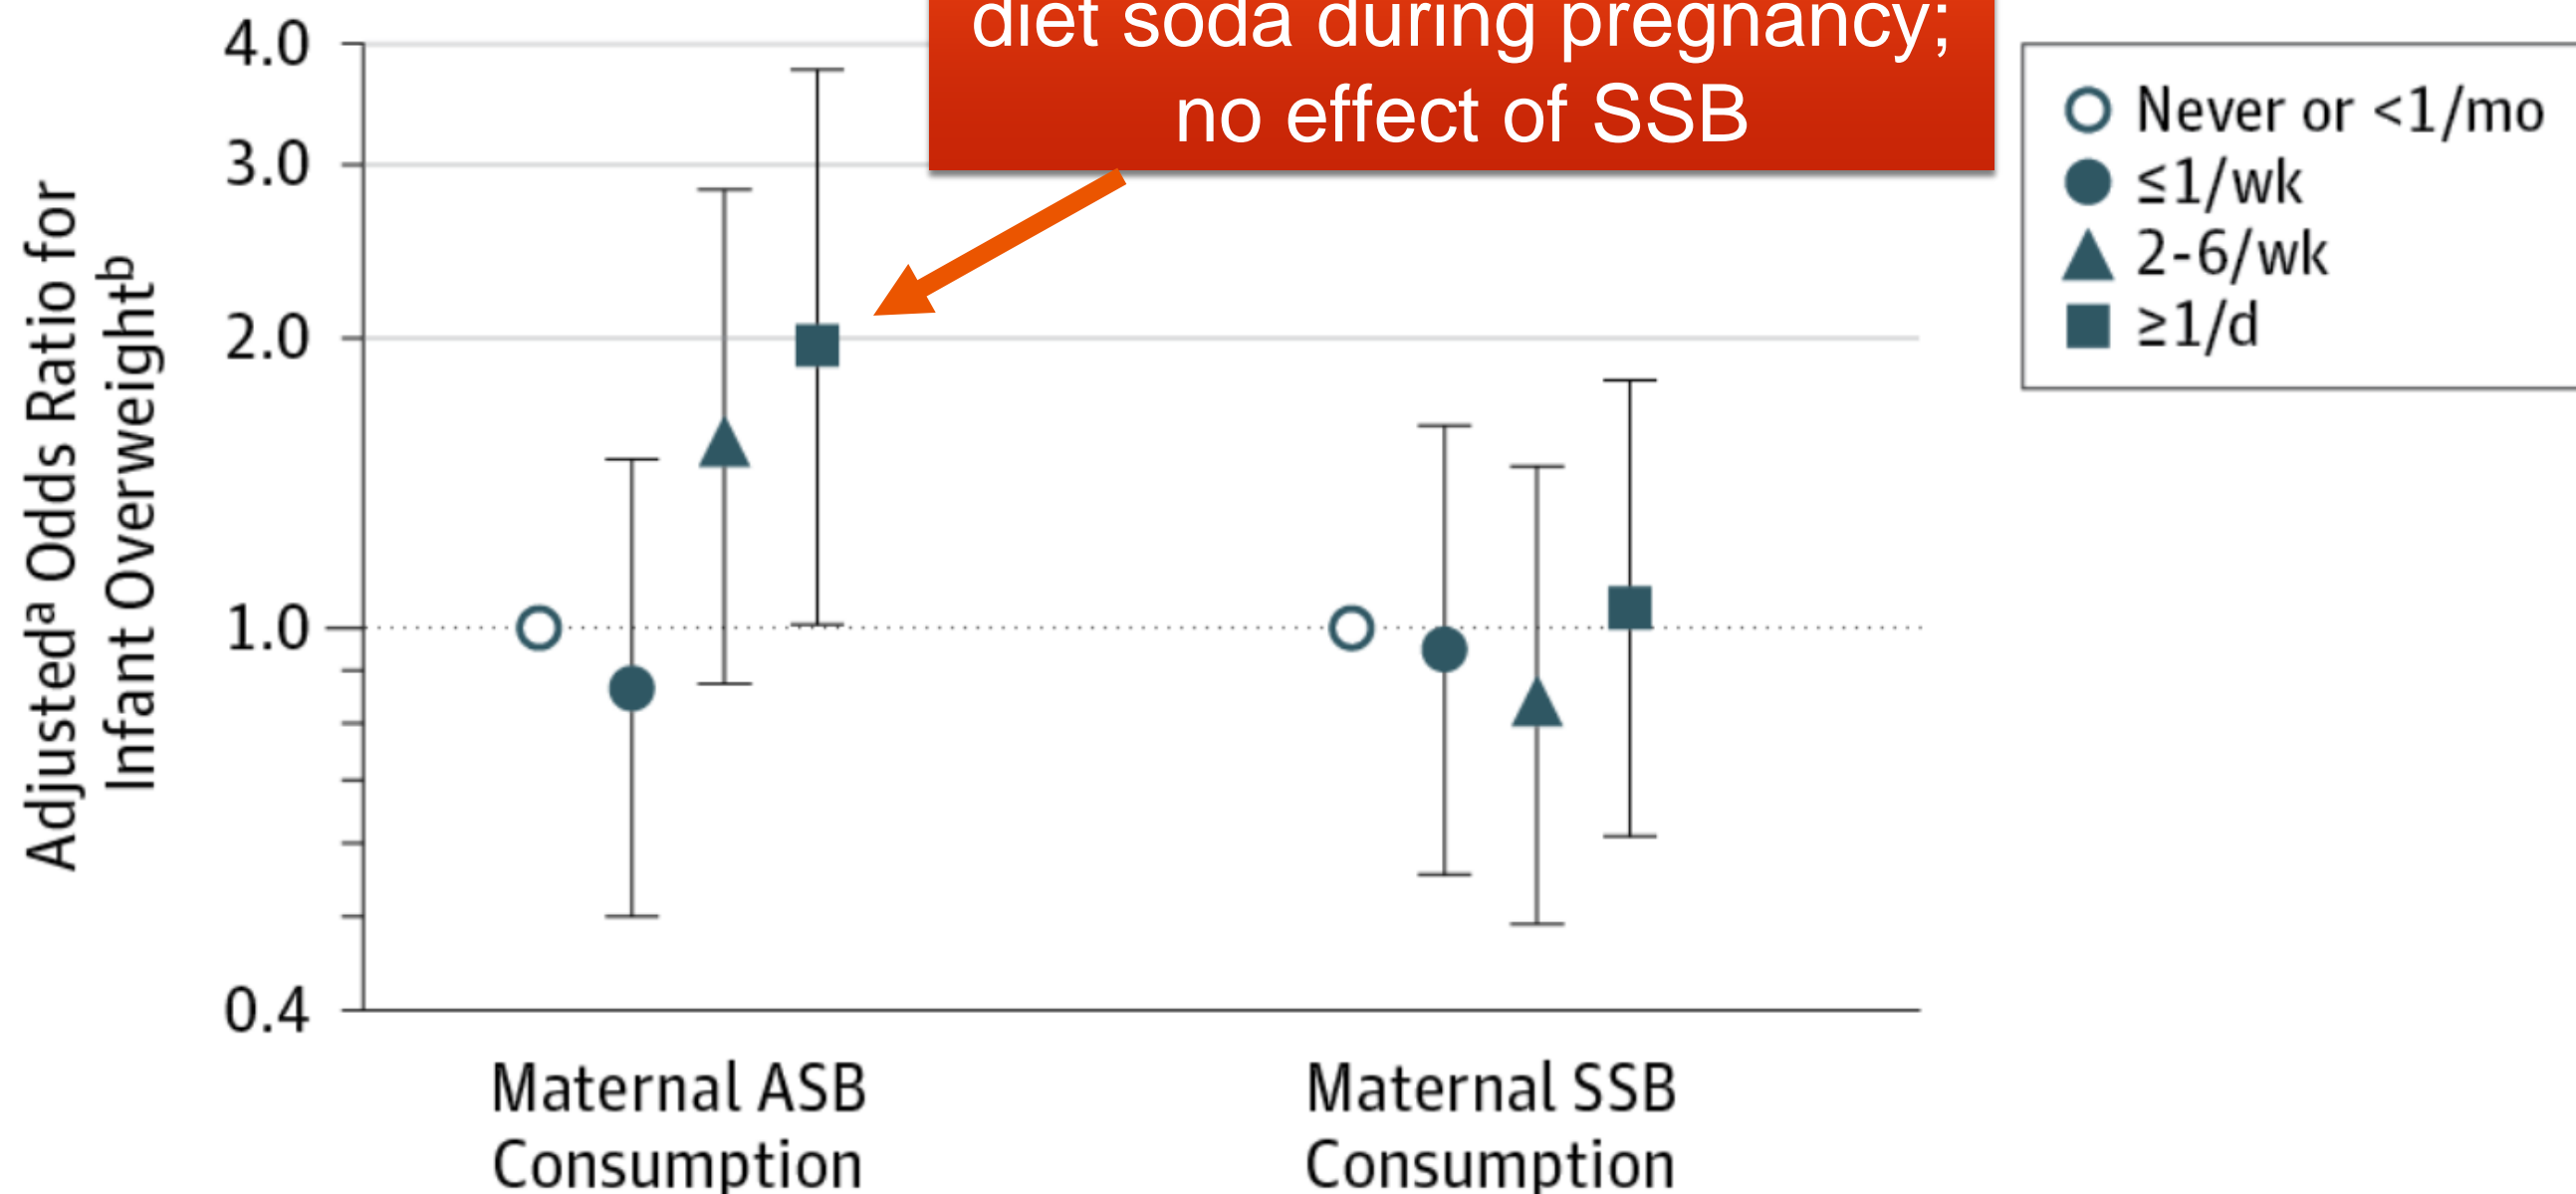 diet soda during pregnancy;
no effect of SSB
4.0
3.0
2.0
1.0
0.4
Adjustedᵃ Odds Ratio for
Infant Overweightᵇ
Never or <1/mo
≤1/wk
2-6/wk
≥1/d
Maternal ASB
Consumption
Maternal SSB
Consumption